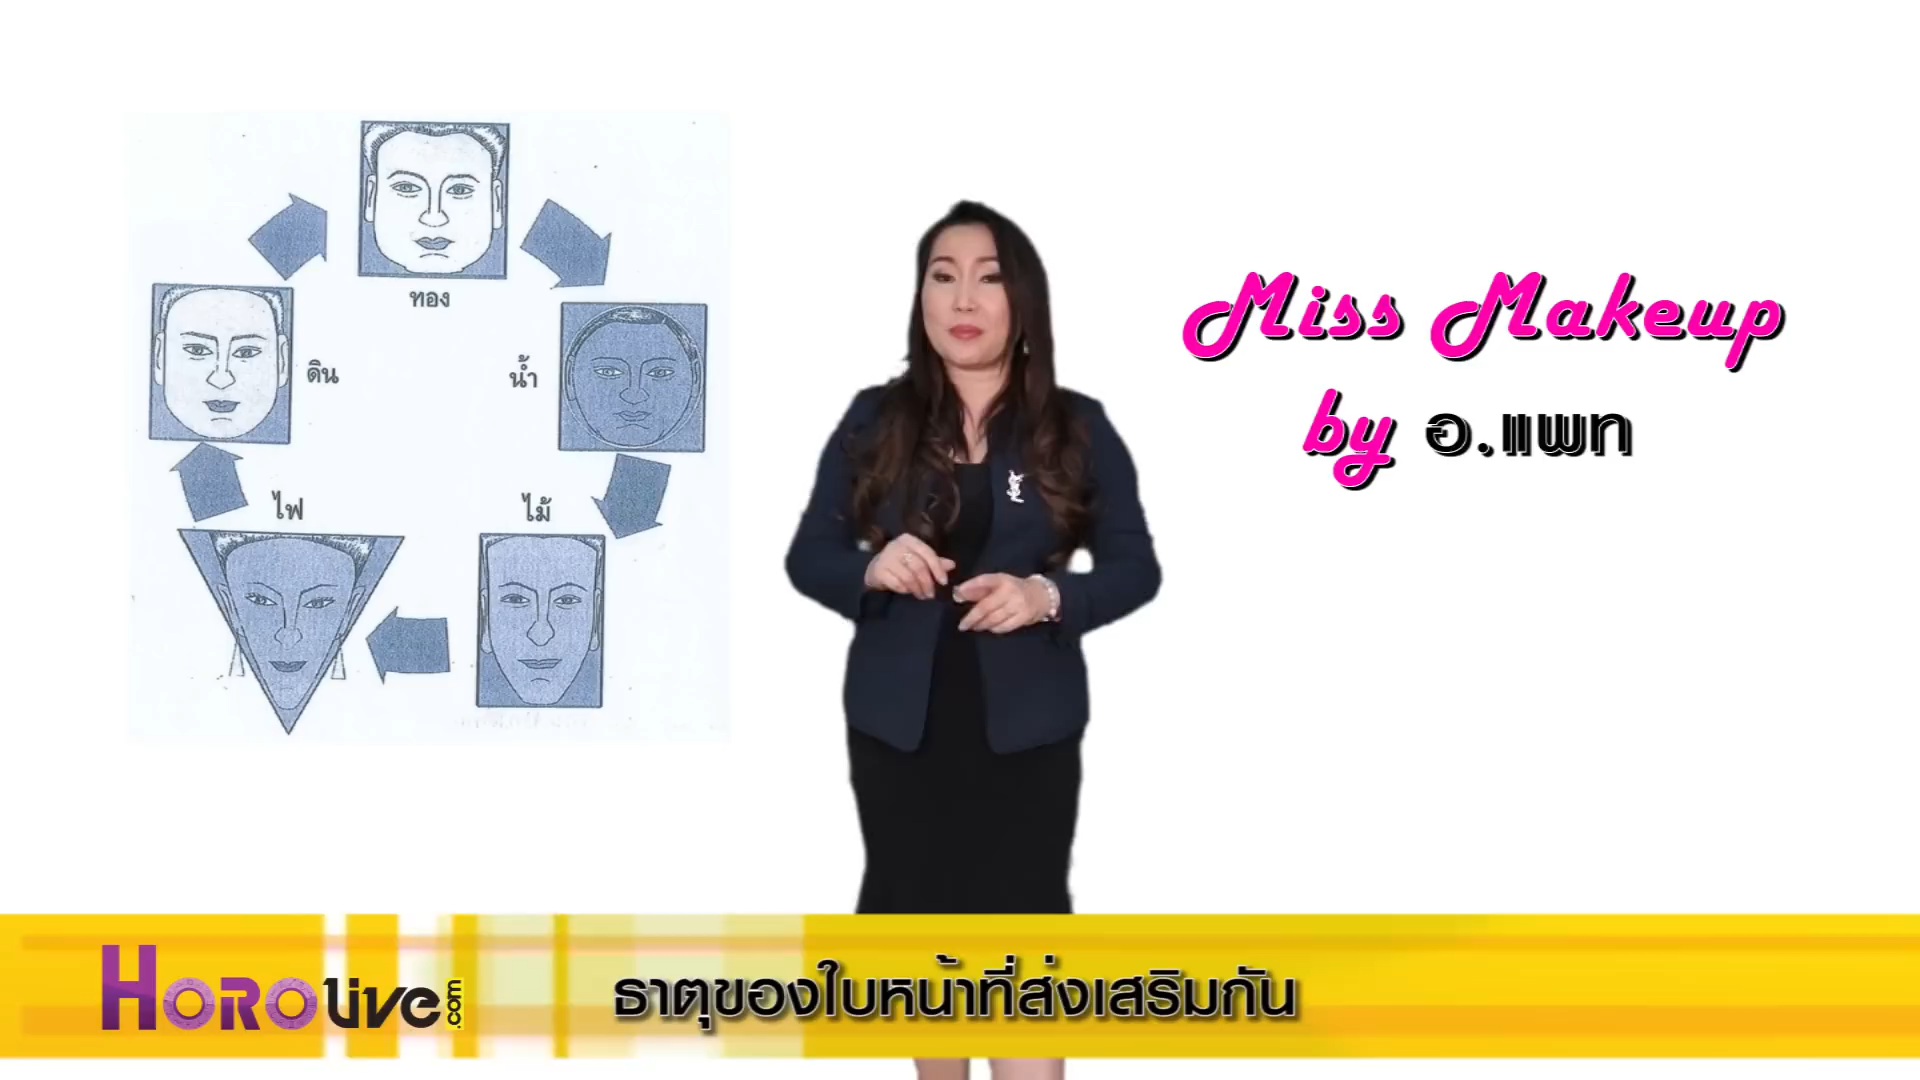 ทอง
ดิน
น้ำ
ไฟ
ไม้
Miss Makeup
by อ.แพท
HOROLIVE.com
ธาตุของใบหน้าที่ส่งเสริมกัน